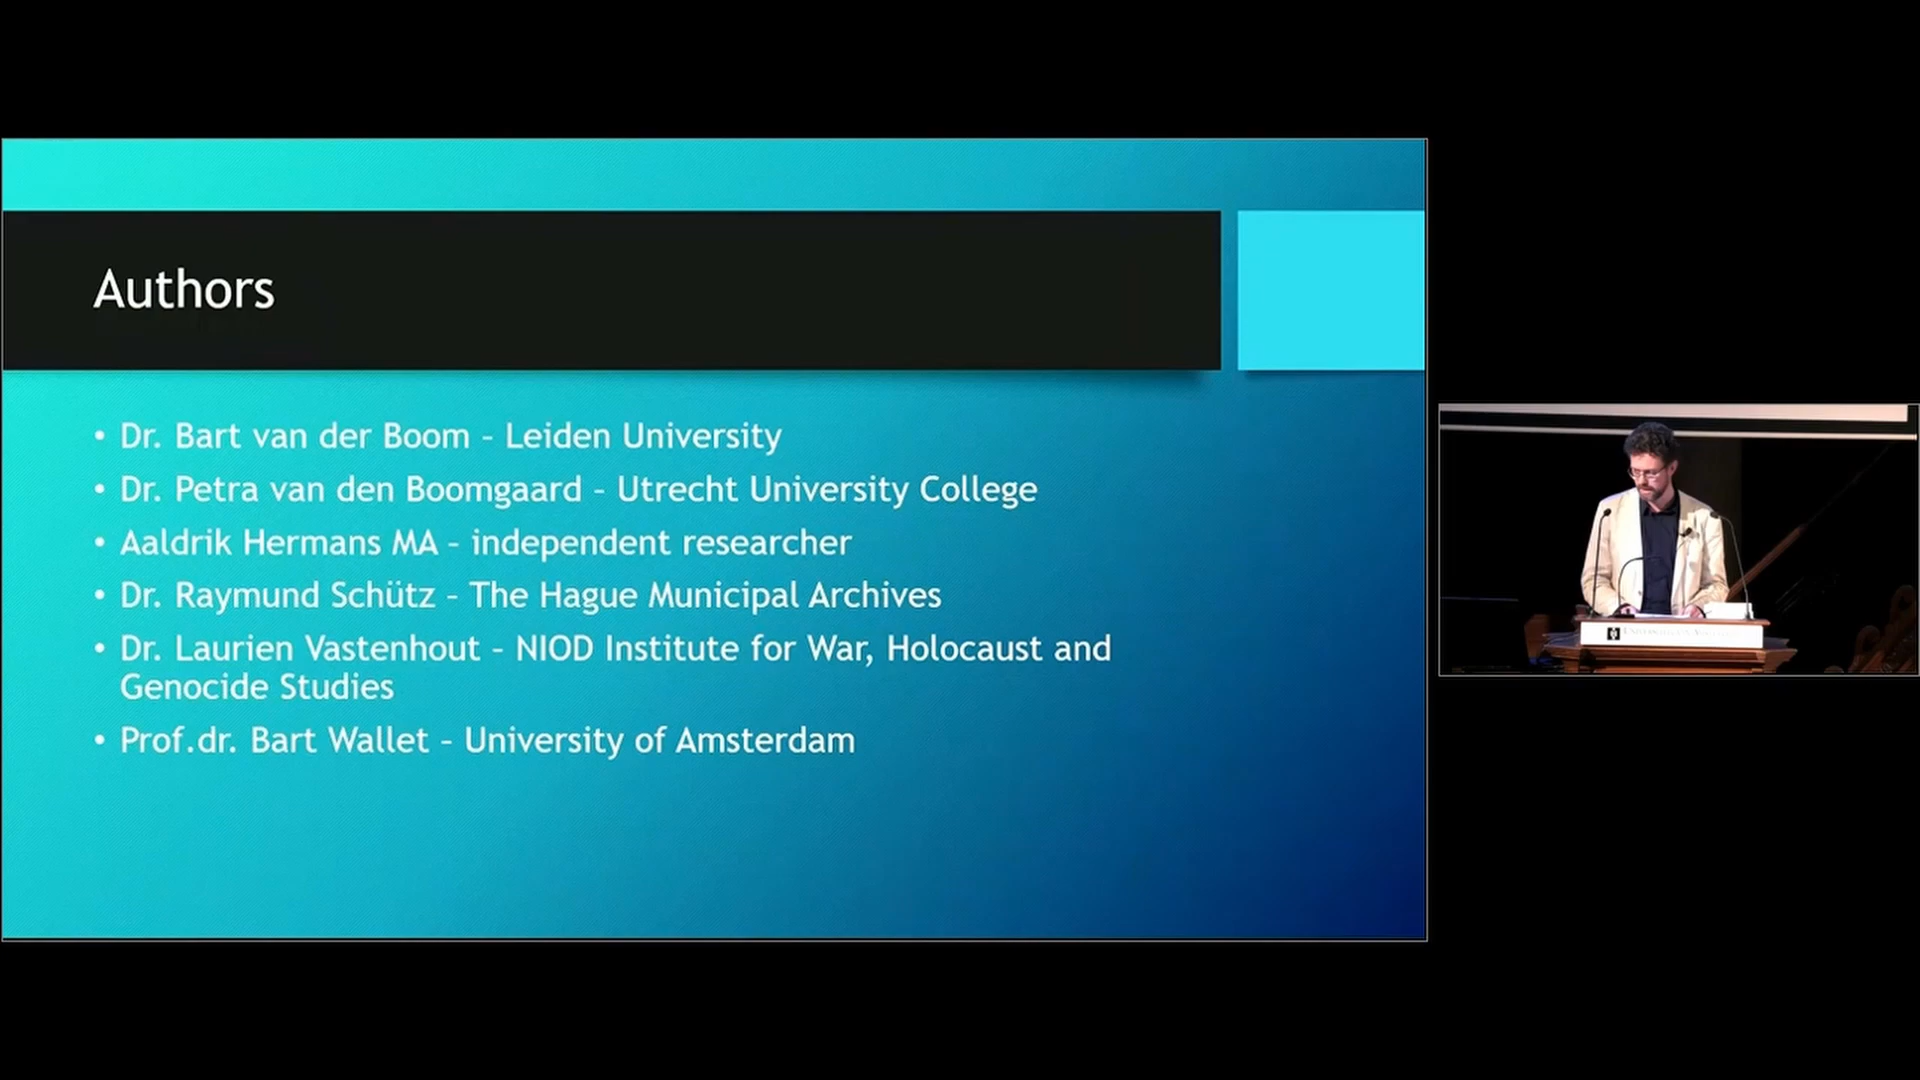 Authors
• Dr. Bart van der Boom – Leiden University
• Dr. Petra van den Boomgaard – Utrecht University College
• Aaldrik Hermans MA – independent researcher
• Dr. Raymund Schütz – The Hague Municipal Archives
• Dr. Laurien Vastenhout – NIOD Institute for War, Holocaust and
Genocide Studies
• Prof.dr. Bart Wallet – University of Amsterdam